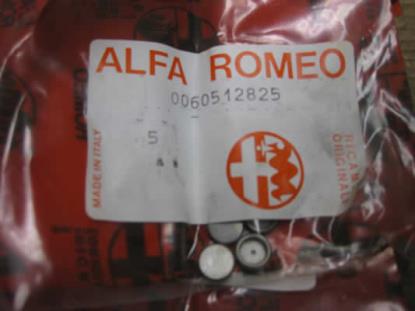 ALFA ROMEO
0060512825
5
MADE IN ITALY
RICAMBI
ORIGINALI